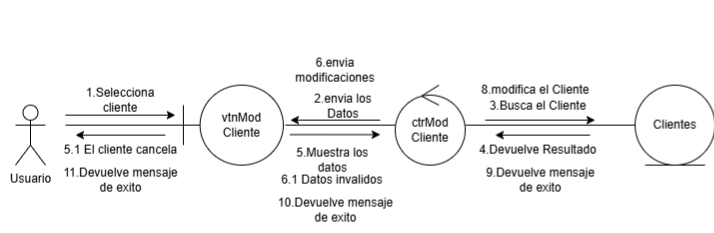 6.envia
modificaciones
1.Selecciona
cliente
2.envia los
Datos
8.modifica el Cliente
3.Busca el Cliente
vtnMod
Cliente
ctrMod
Cliente
Clientes
5.1 El cliente cancela
5.Muestra los
datos
4.Devuelve Resultado
Usuario
11.Devuelve mensaje
de exito
6.1 Datos invalidos
9.Devuelve mensaje
de exito
10.Devuelve mensaje
de exito